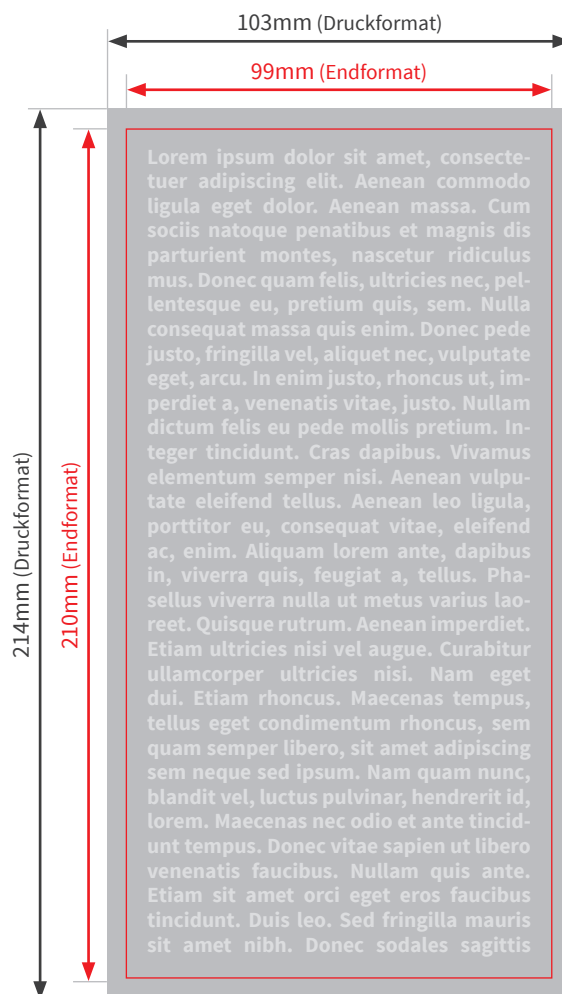 103mm (Druckformat)
99mm (Endformat)
214mm (Druckformat)
210mm (Endformat)
Lorem ipsum dolor sit amet, consecte-
tuer adipiscing elit. Aenean commodo
ligula eget dolor. Aenean massa. Cum
sociis natoque penatibus et magnis dis
parturient montes, nascetur ridiculus
mus. Donec quam felis, ultricies nec, pel-
lentesque eu, pretium quis, sem. Nulla
consequat massa quis enim. Donec pede
justo, fringilla vel, aliquet nec, vulputate
eget, arcu. In enim justo, rhoncus ut, im-
perdiet a, venenatis vitae, justo. Nullam
dictum felis eu pede mollis pretium. In-
teger tincidunt. Cras dapibus. Vivamus
elementum semper nisi. Aenean vulpu-
tate eleifend tellus. Aenean leo ligula,
porttitor eu, consequat vitae, eleifend
ac, enim. Aliquam lorem ante, dapibus
in, viverra quis, feugiat a, tellus. Pha-
sellus viverra nulla ut metus varius lao-
reet. Quisque rutrum. Aenean imperdiet.
Etiam ultricies nisi vel augue. Curabitur
ullamcorper ultricies nisi. Nam eget
dui. Etiam rhoncus. Maecenas tempus,
tellus eget condimentum rhoncus, sem
quam semper libero, sit amet adipiscing
sem neque sed ipsum. Nam quam nunc,
blandit vel, luctus pulvinar, hendrerit id,
lorem. Maecenas nec odio et ante tincid-
unt tempus. Donec vitae sapien ut libero
venenatis faucibus. Nullam quis ante.
Etiam sit amet orci eget eros faucibus
tincidunt. Duis leo. Sed fringilla mauris
sit amet nibh. Donec sodales sagittis